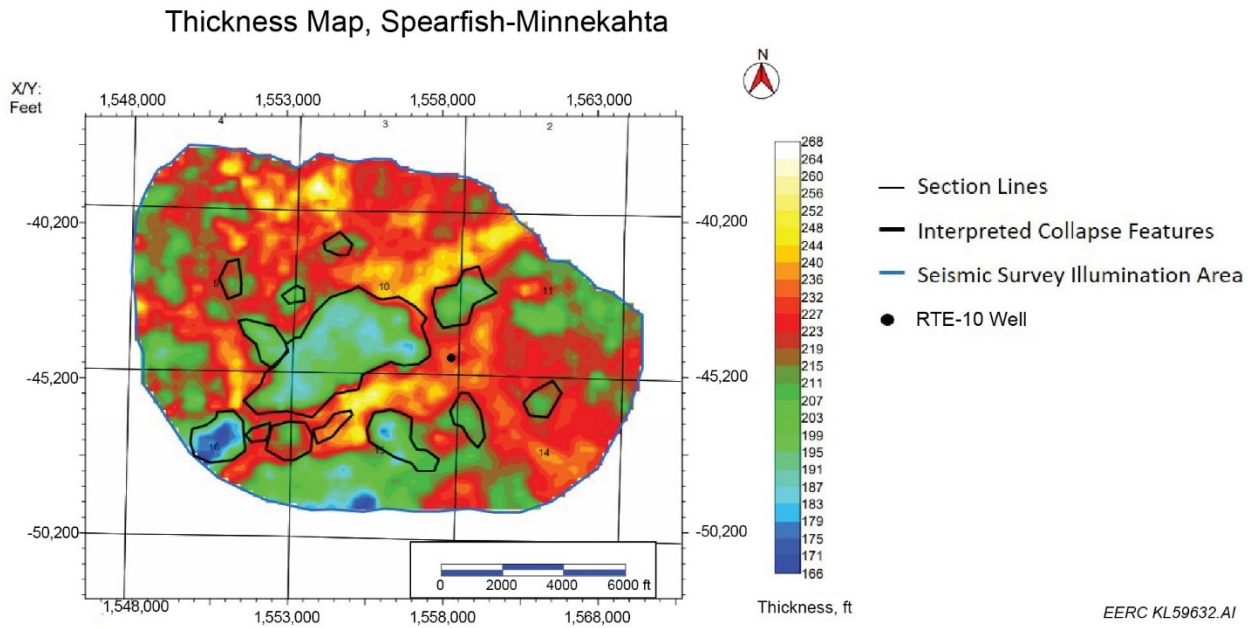 Thickness Map, Spearfish-Minnekahta
N
X/Y:
Feet
1,548,000 1,553,000 1,558,000 1,563,000
4 3 2
-40,200 -40,200
9 10 11
-45,200 -45,200
16 15 14
-50,200 -50,200
0 2000 4000 6000 ft
1,548,000 1,553,000 1,558,000 1,568,000
268
264
260
256
252
248
244
240
236
232
227
223
219
215
211
207
203
199
195
191
187
183
179
175
171
166
Thickness, ft
Section Lines
Interpreted Collapse Features
Seismic Survey Illumination Area
RTE-10 Well
EERC KL59632.AI